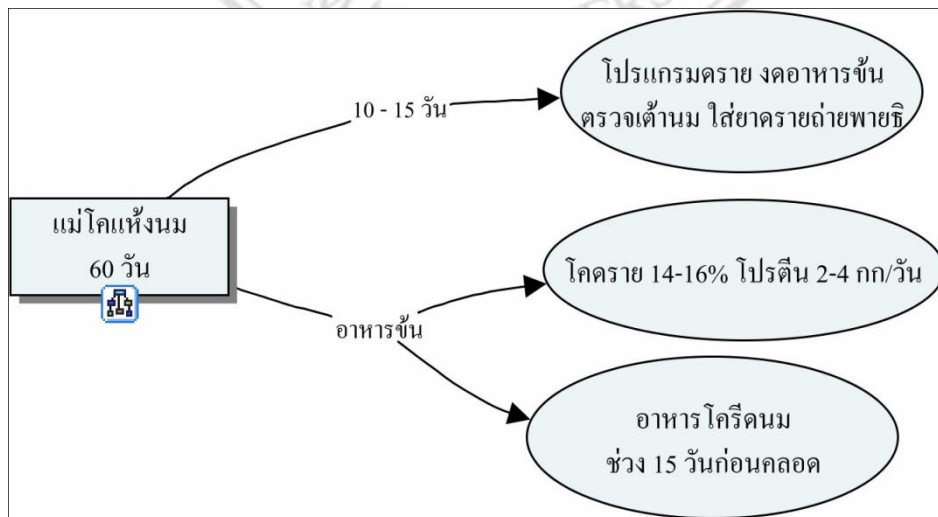 โปรแกรมดราย งดอาหารข้น
ตรวจเต้านม ใส่ยาดรายถ่ายพายธิ
10 - 15 วัน
แม่โคแห้งนม
60 วัน
โคดราย 14-16% โปรตีน 2-4 กก/วัน
อาหารข้น
อาหารโครีดนม
ช่วง 15 วันก่อนคลอด